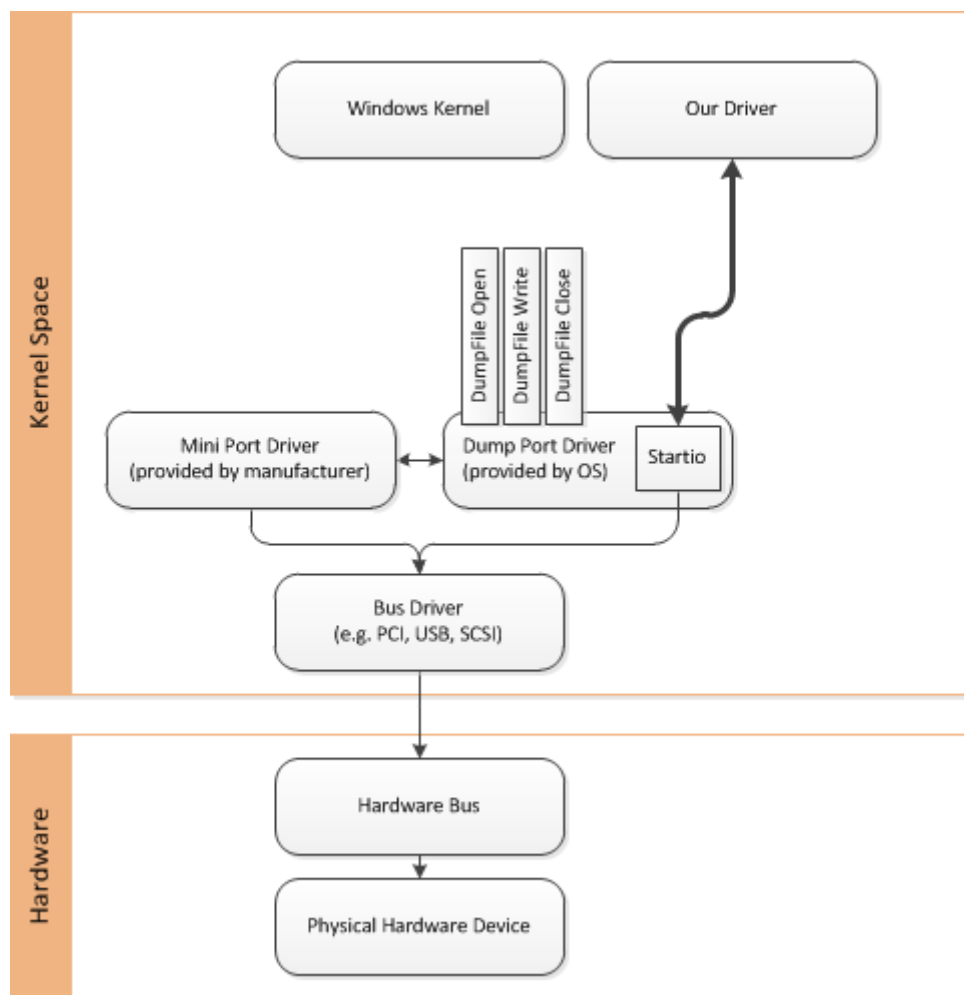 Kernel Space
Windows Kernel
Our Driver
DumpFile Open
DumpFile Write
DumpFile Close
Mini Port Driver
(provided by manufacturer)
Dump Port Driver
(provided by OS)
Startio
Bus Driver
(e.g. PCI, USB, SCSI)
Hardware
Hardware Bus
Physical Hardware Device